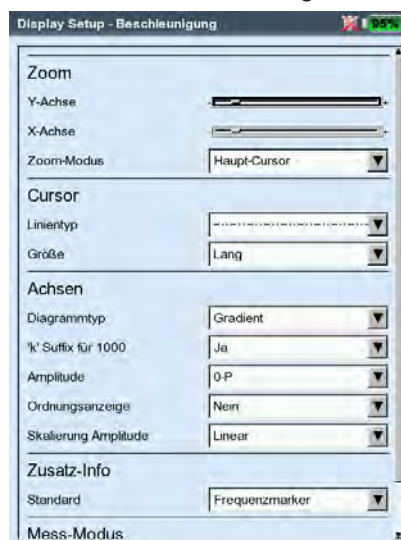 Display Setup - Beschleunigung 95%
Zoom
Y-Achse - +
X-Achse - +
Zoom-Modus Haupt-Cursor
Cursor
Linientyp
Größe Lang
Achsen
Diagrammtyp Gradient
'k' Suffix für 1000 Ja
Amplitude 0-P
Ordnungsanzeige Nein
Skalierung Amplitude Linear
Zusatz-Info
Standard Frequenzmarker
Mess-Modus